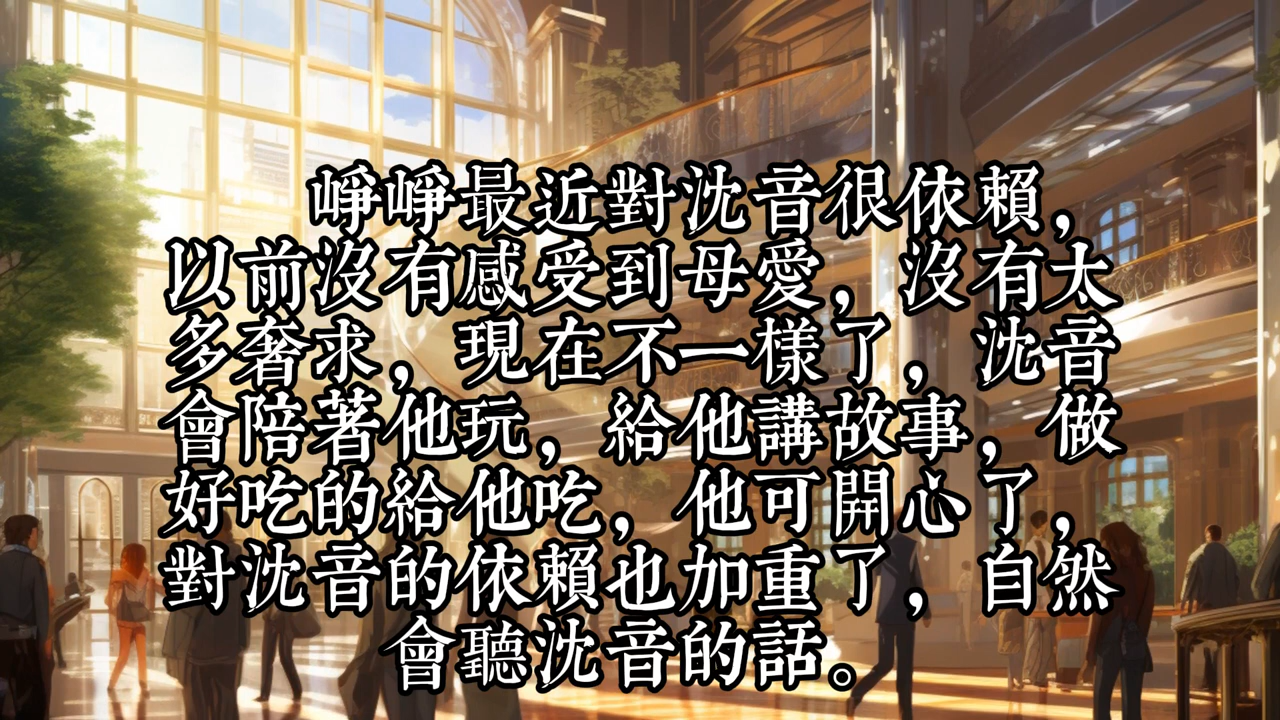 崢崢最近對沈音很依賴，
以前沒有感受到母愛，沒有太
多奢求，現在不一樣了，沈音
會陪著他玩，給他講故事，做
好吃的給他吃，他可開心了，
對沈音的依賴也加重了，自然
會聽沈音的話。